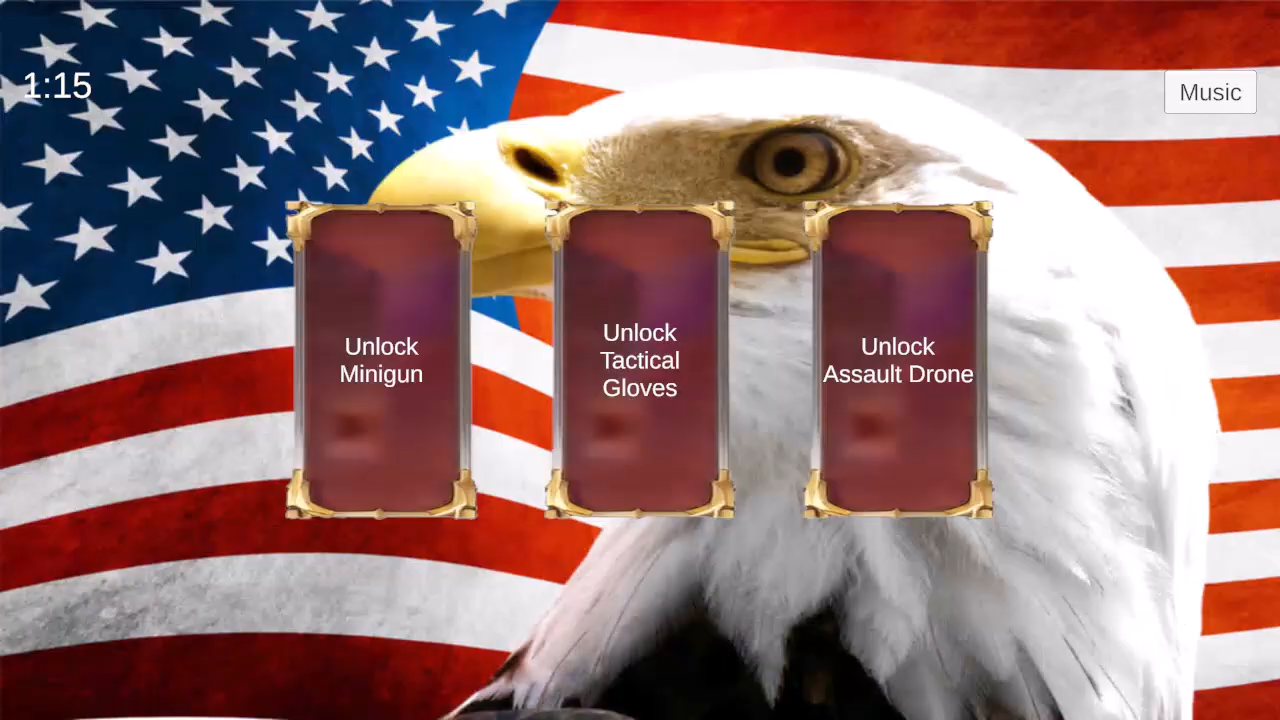 1:15
Music
Unlock
Minigun
Unlock
Tactical
Gloves
Unlock
Assault Drone